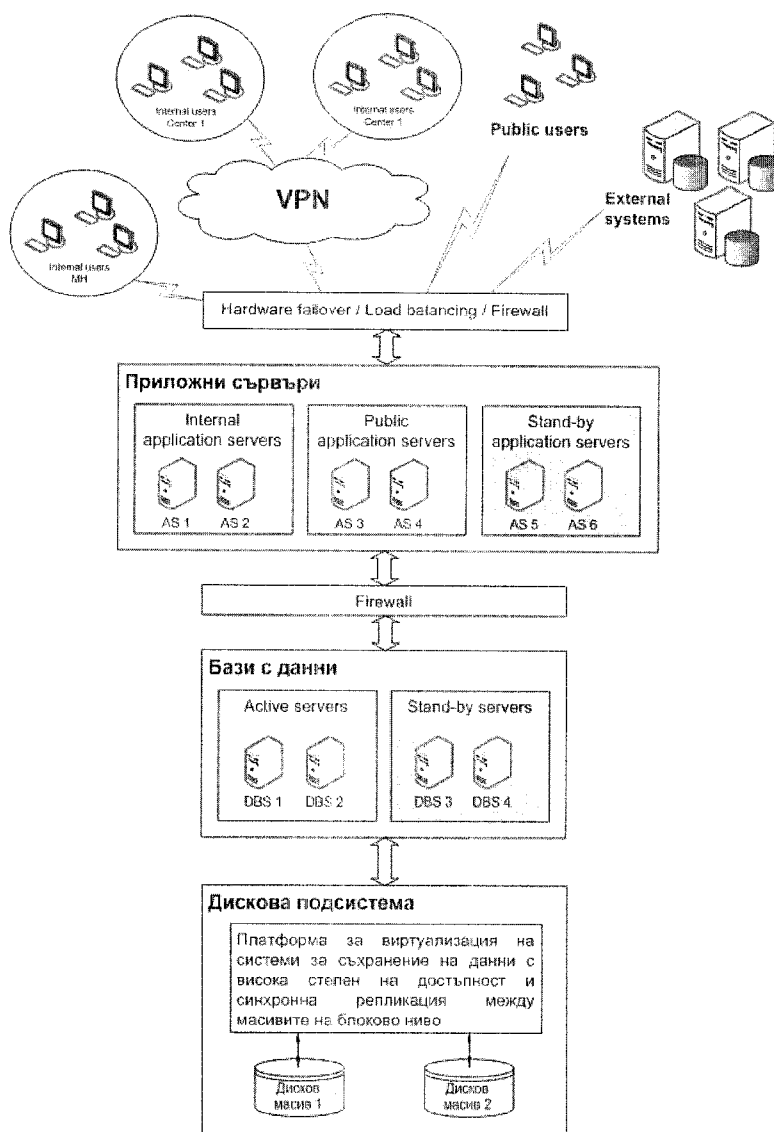 Internal users
Center 1
Internal users
Center 1
Public users
External
systems
VPN
Internal users
MH
Hardware failover / Load balancing / Firewall
Приложни сървъри
Internal
application servers
AS 1
AS 2
Public
application servers
AS 3
AS 4
Stand-by
application servers
AS 5
AS 6
Firewall
Бази с данни
Active servers
DBS 1
DBS 2
Stand-by servers
DBS 3
DBS 4
Дискова подсистема
Платформа за виртуализация на
системи за съхранение на данни с
висока степен на достъпност и
синхронна репликация между
масивите на блоково ниво
Дисков
масив 1
Дисков
масив 2